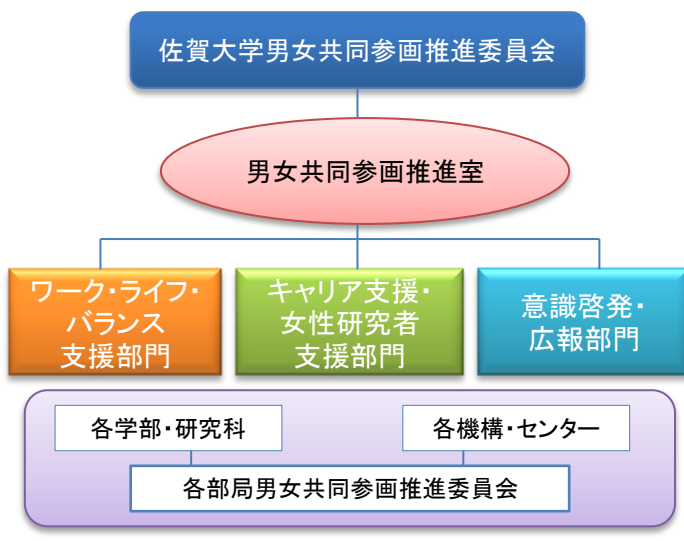 佐賀大学男女共同参画推進委員会
男女共同参画推進室
ワーク・ライフ・
バランス
支援部門
キャリア支援・
女性研究者
支援部門
意識啓発・
広報部門
各学部・研究科
各機構・センター
各部局男女共同参画推進委員会